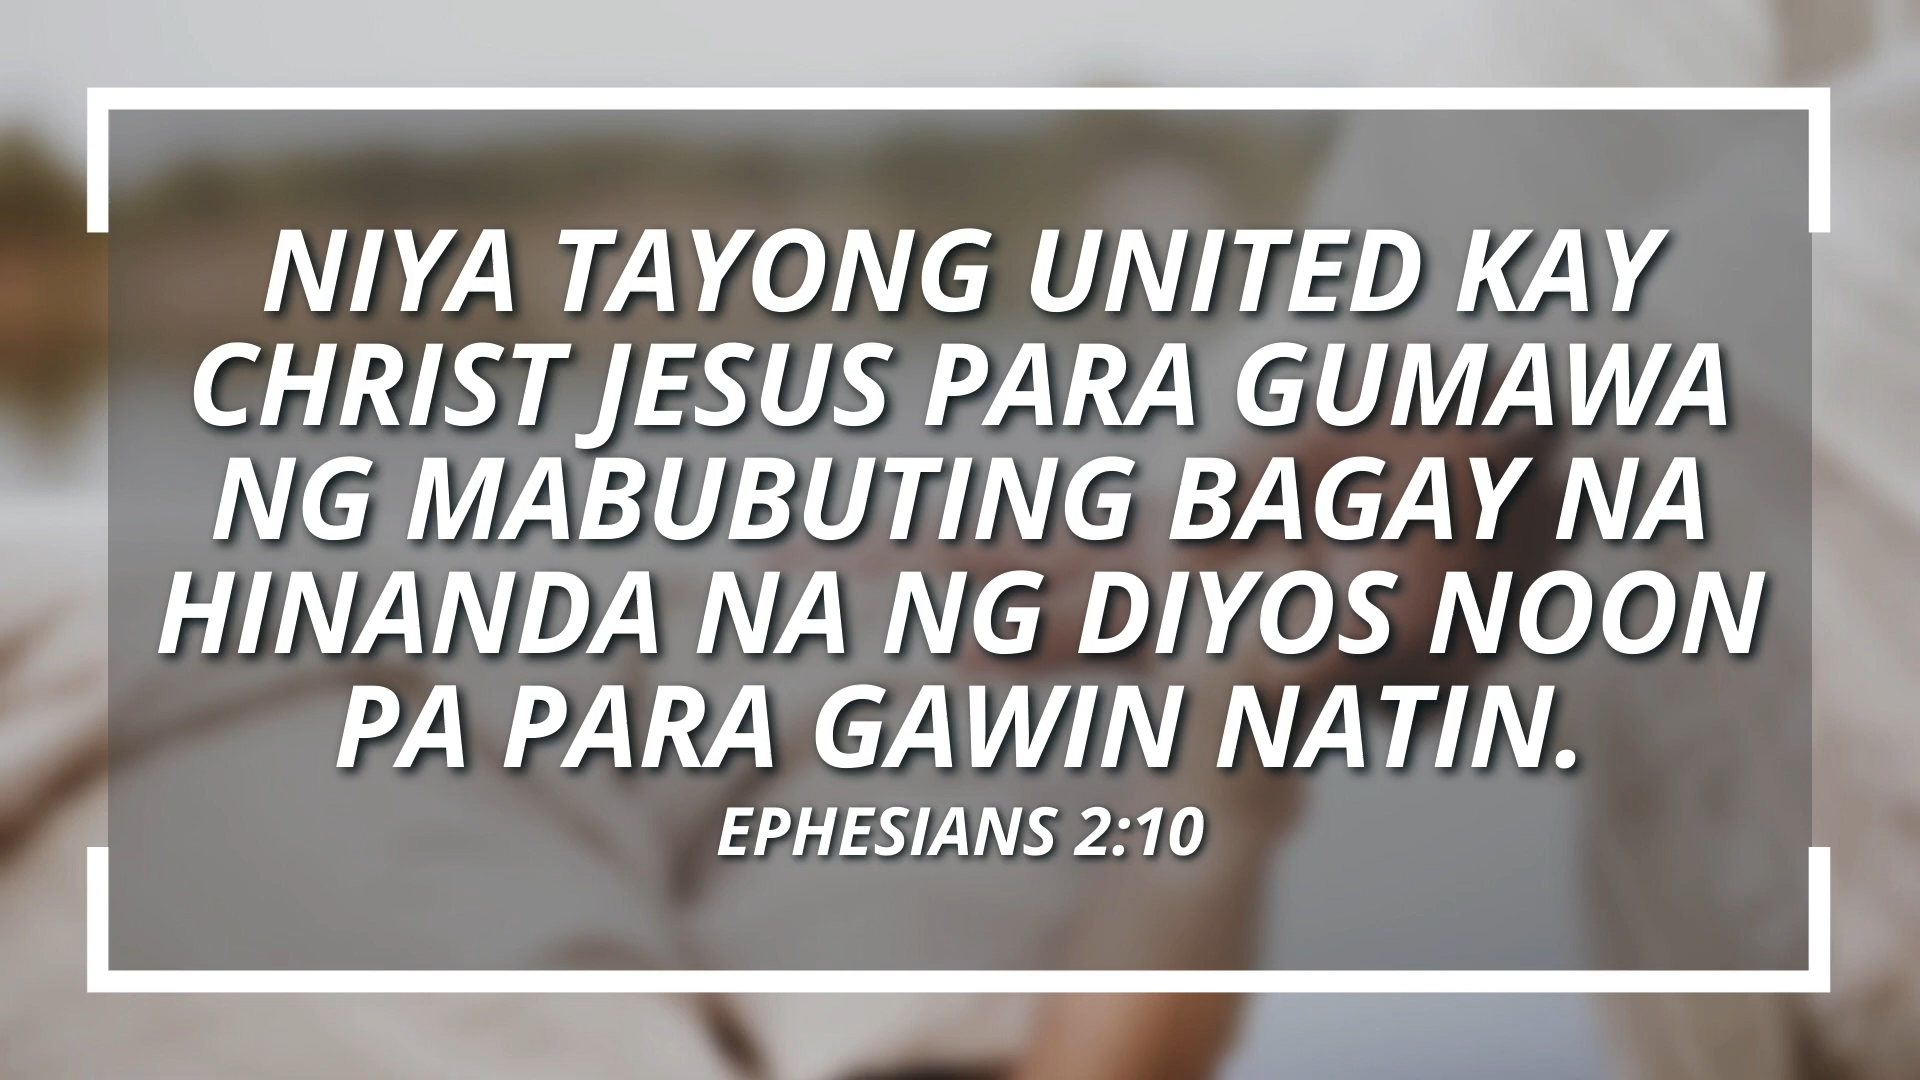 NIYA TAYONG UNITED KAY
CHRIST JESUS PARA GUMAWA
NG MABUBUTING BAGAY NA
HINANDA NA NG DIYOS NOON
PA PARA GAWIN NATIN.
EPHESIANS 2:10